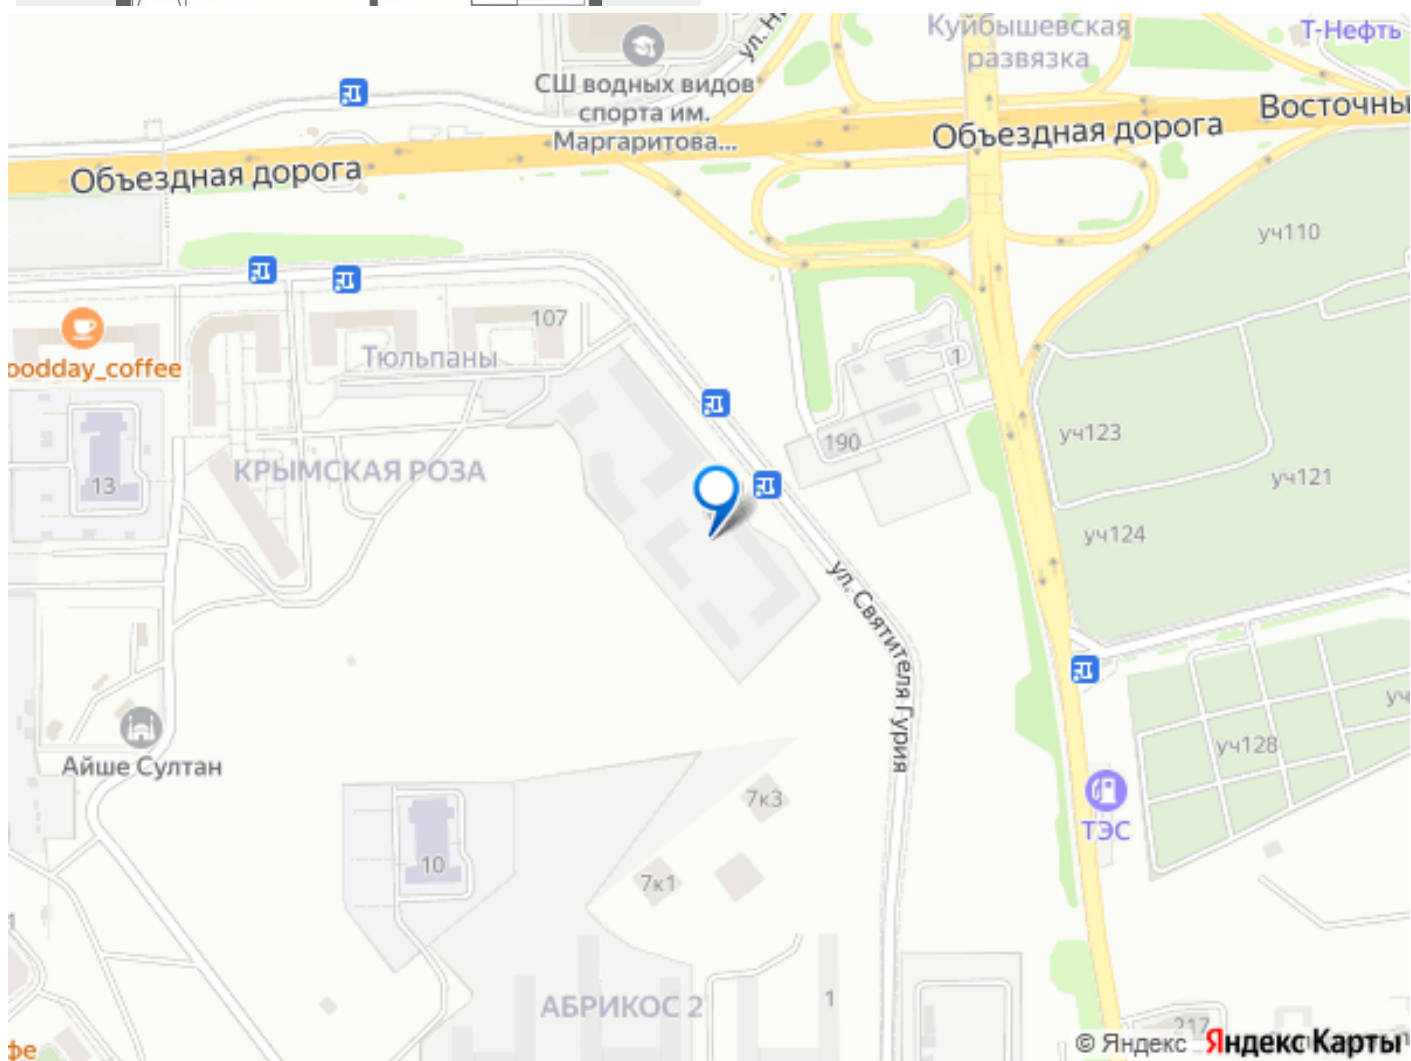 Куйбышевская
развязка
Т-Нефть
СШ водных видов
спорта им.
Маргаритова...
Объездная дорога
Восточны
Объездная дорога
уч110
107
Тюльпаны
oodday_coffee
1
190
уч123
КРЫМСКАЯ РОЗА
13
уч121
уч124
ул. Святителя Гурия
Айше Султан
уч128
7к3
ТЭС
10
7к1
АБРИКОС 2
1
217
фе
© Яндекс
Яндекс Карты